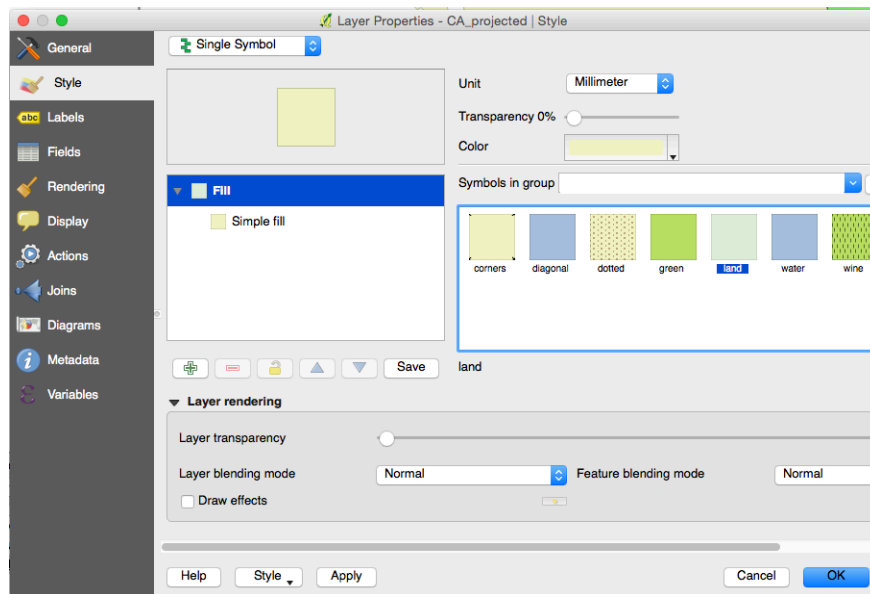 Layer Properties - CA_projected | Style
General
Style
abc Labels
Fields
Rendering
Display
Actions
Joins
Diagrams
Metadata
Variables
Single Symbol
Unit Millimeter
Transparency 0%
Color
Fill
Simple fill
Symbols in group
corners diagonal dotted green land water wine
Save
land
Layer rendering
Layer transparency
Layer blending mode Normal Feature blending mode Normal
Draw effects
Help Style Apply Cancel OK